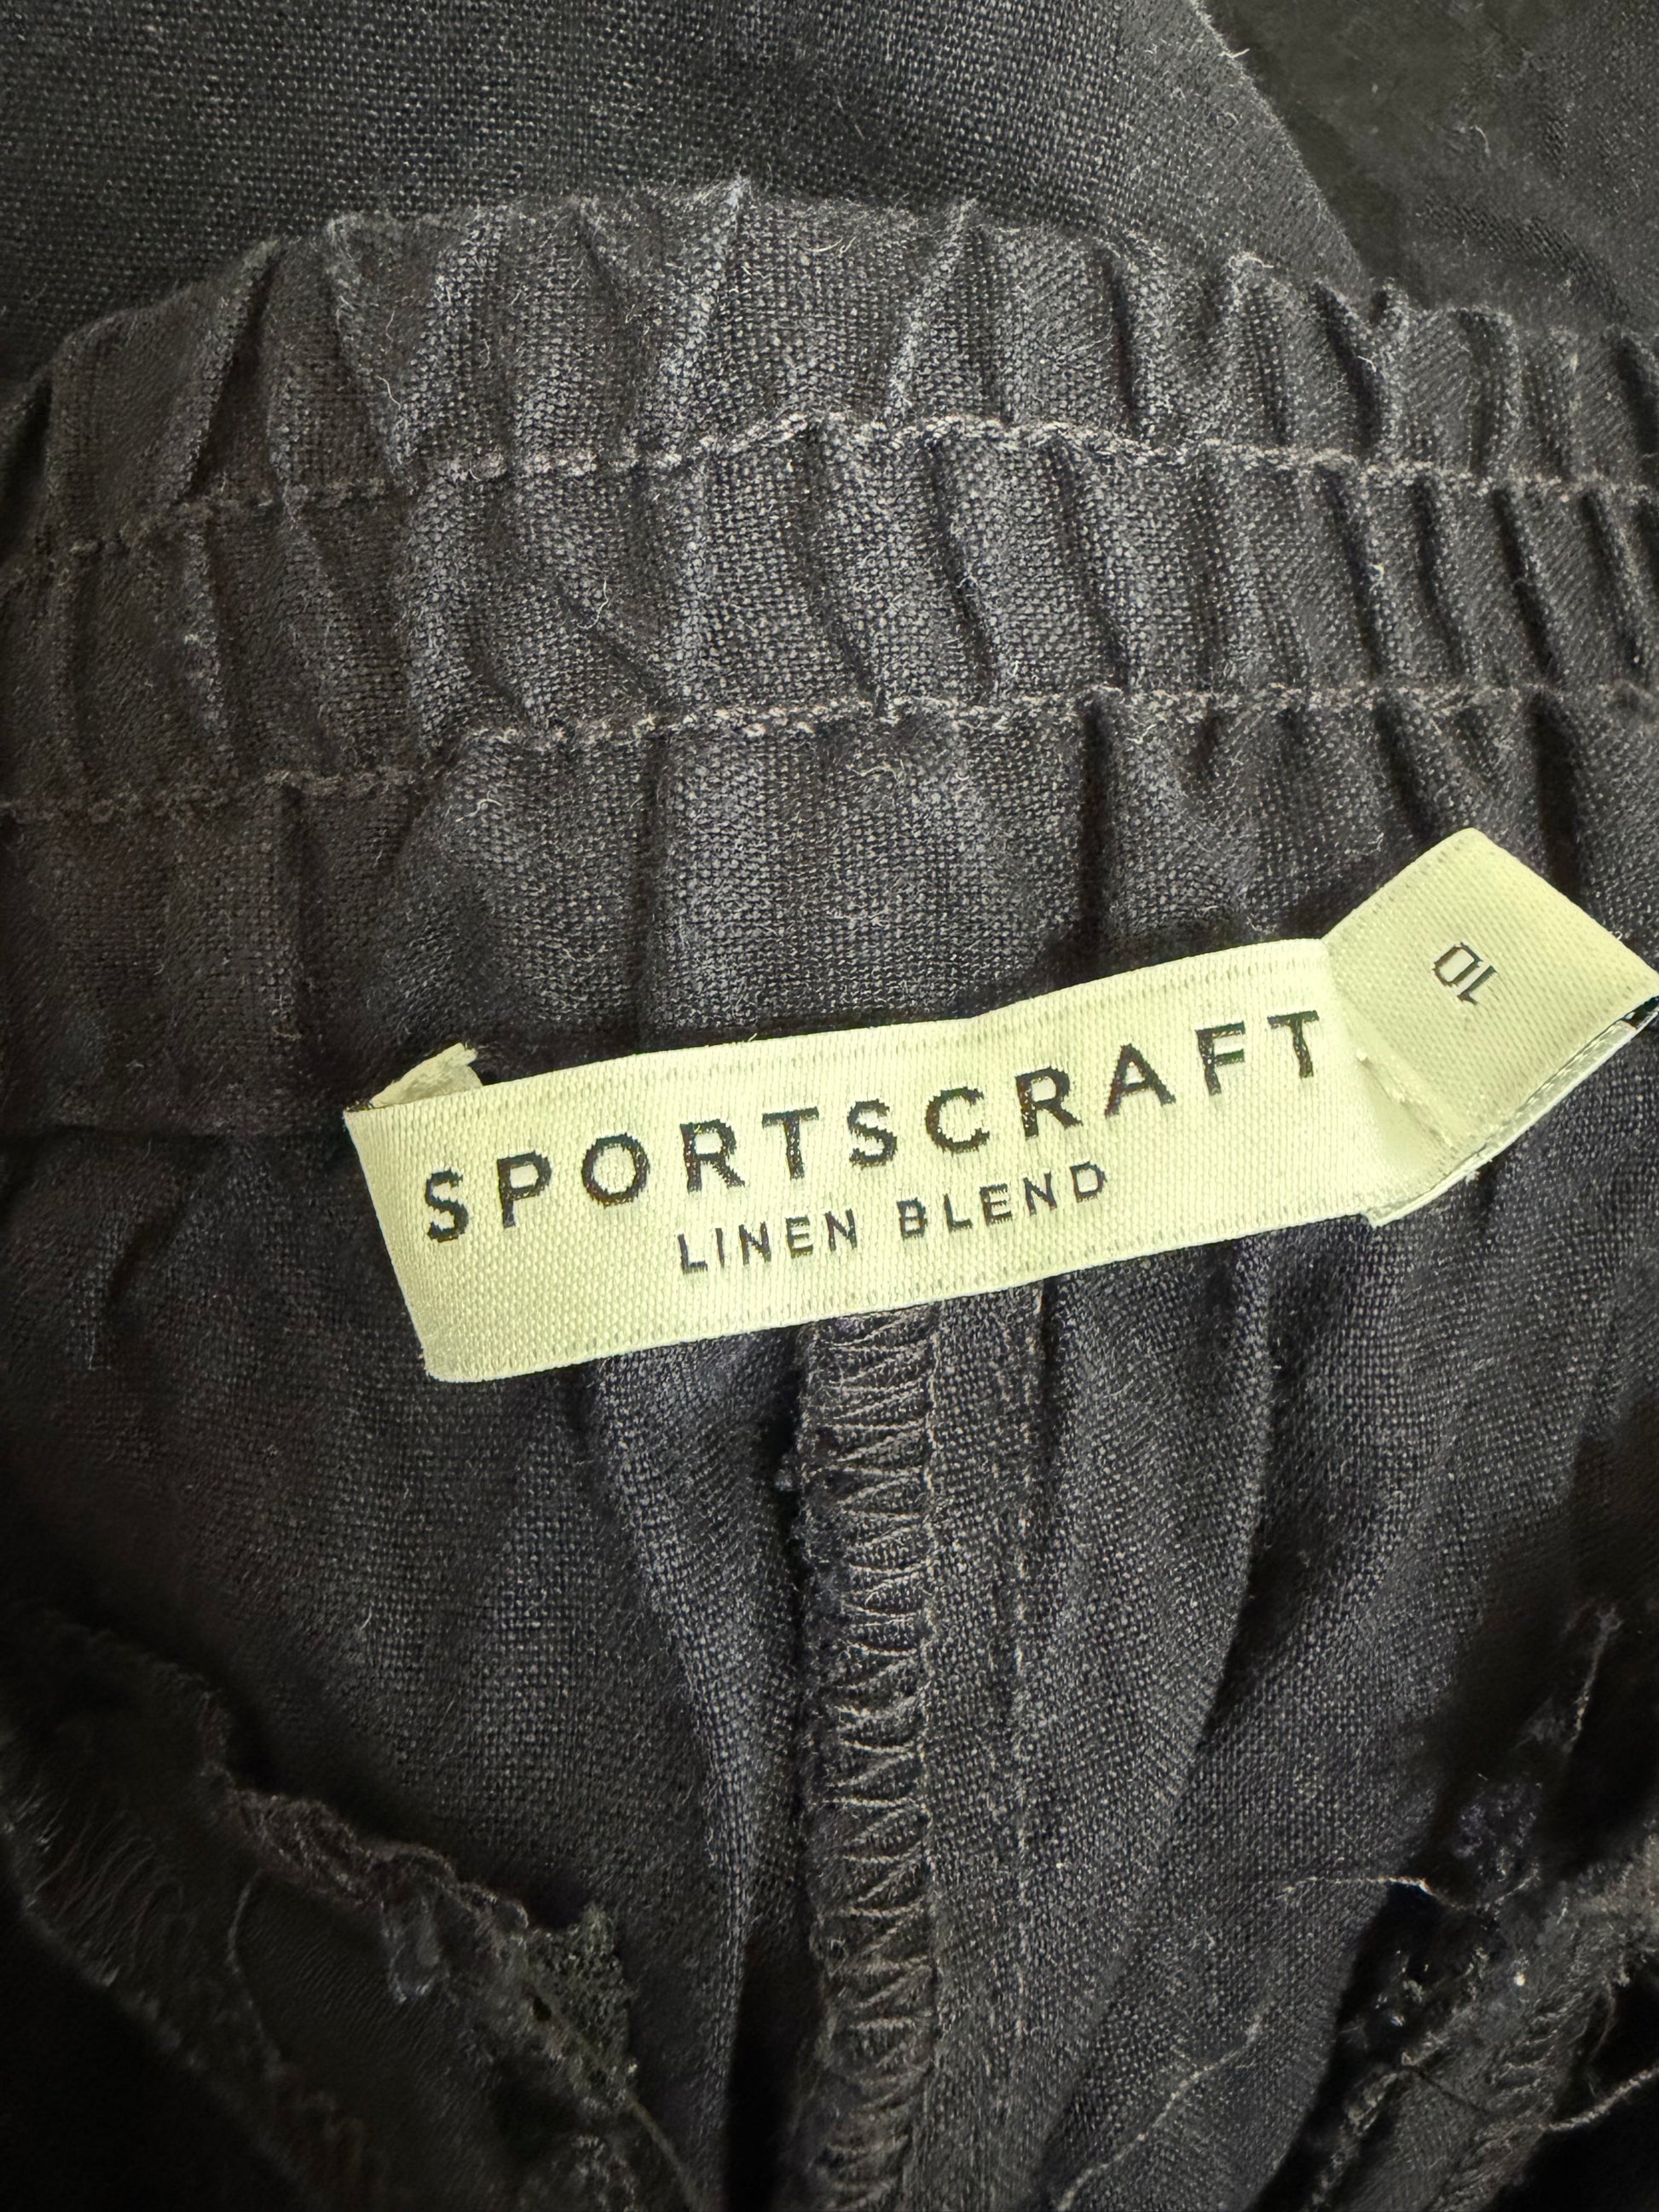 SPORTSCRAFT
LINEN BLEND
10